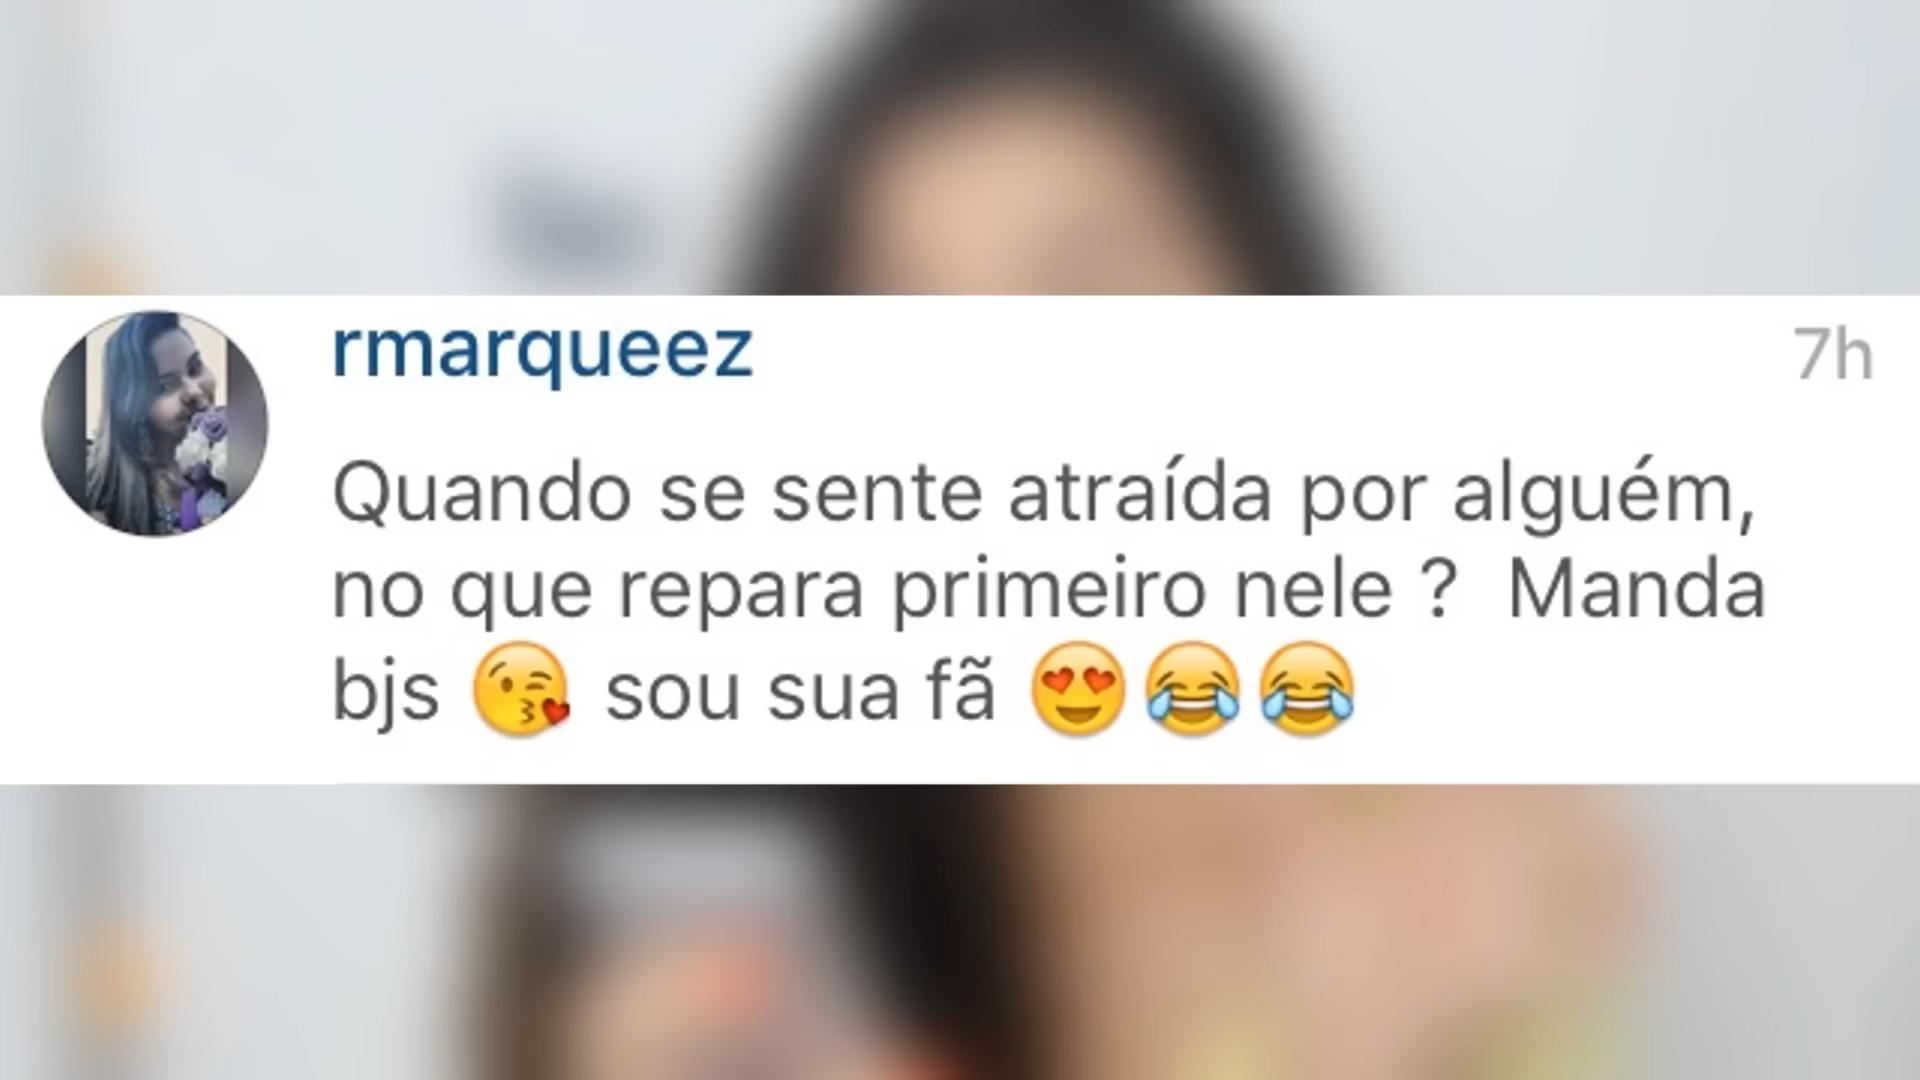 rmarqueez
7h
Quando se sente atraída por alguém,
no que repara primeiro nele ? Manda
bjs 😘 sou sua fã 😍😂😂